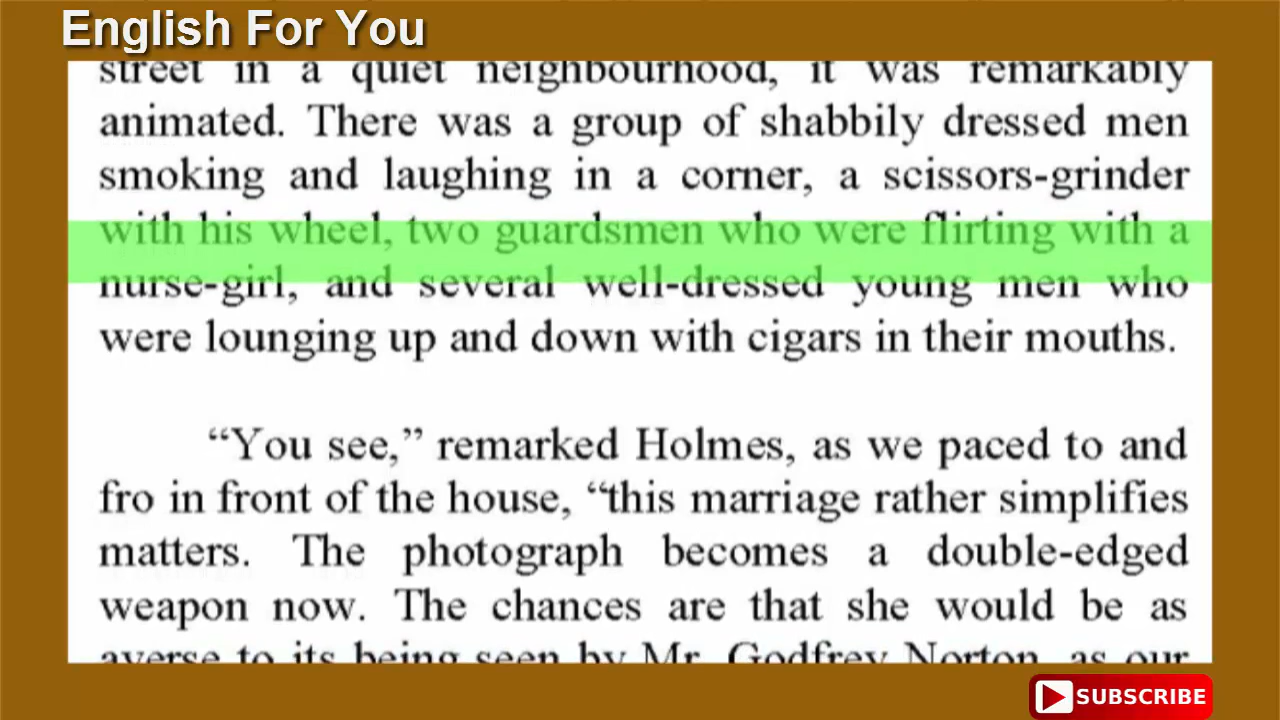 English For You
street in a quiet neighbourhood, it was remarkably
animated. There was a group of shabbily dressed men
smoking and laughing in a corner, a scissors-grinder
with his wheel, two guardsmen who were flirting with a
nurse-girl, and several well-dressed young men who
were lounging up and down with cigars in their mouths.
“You see,” remarked Holmes, as we paced to and
fro in front of the house, “this marriage rather simplifies
matters. The photograph becomes a double-edged
weapon now. The chances are that she would be as
averse to its being seen by Mr. Godfrey Norton, as our
SUBSCRIBE